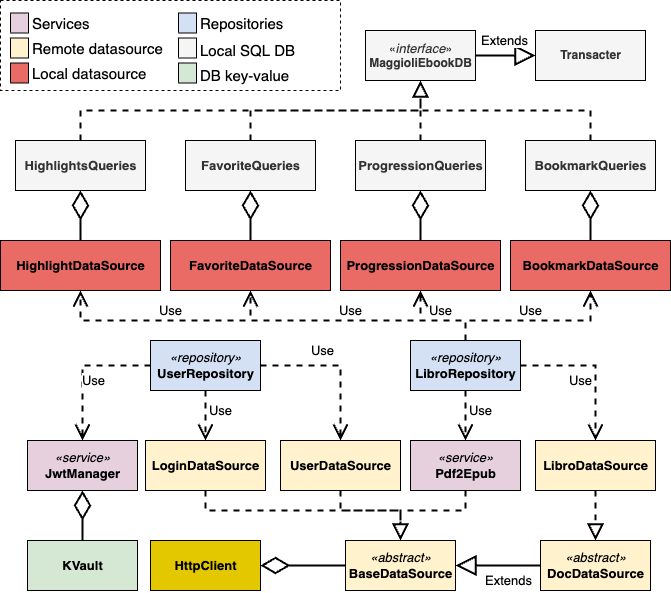 Services
Repositories
Remote datasource
Local SQL DB
Local datasource
DB key-value
«interface»
MaggioliEbookDB
Extends
Transacter
HighlightsQueries
FavoriteQueries
ProgressionQueries
BookmarkQueries
HighlightDataSource
FavoriteDataSource
ProgressionDataSource
BookmarkDataSource
Use
Use
Use
Use
«repository»
UserRepository
Use
«repository»
LibroRepository
Use
Use
Use
Use
«service»
JwtManager
LoginDataSource
UserDataSource
«service»
Pdf2Epub
LibroDataSource
KVault
HttpClient
«abstract»
BaseDataSource
Extends
«abstract»
DocDataSource